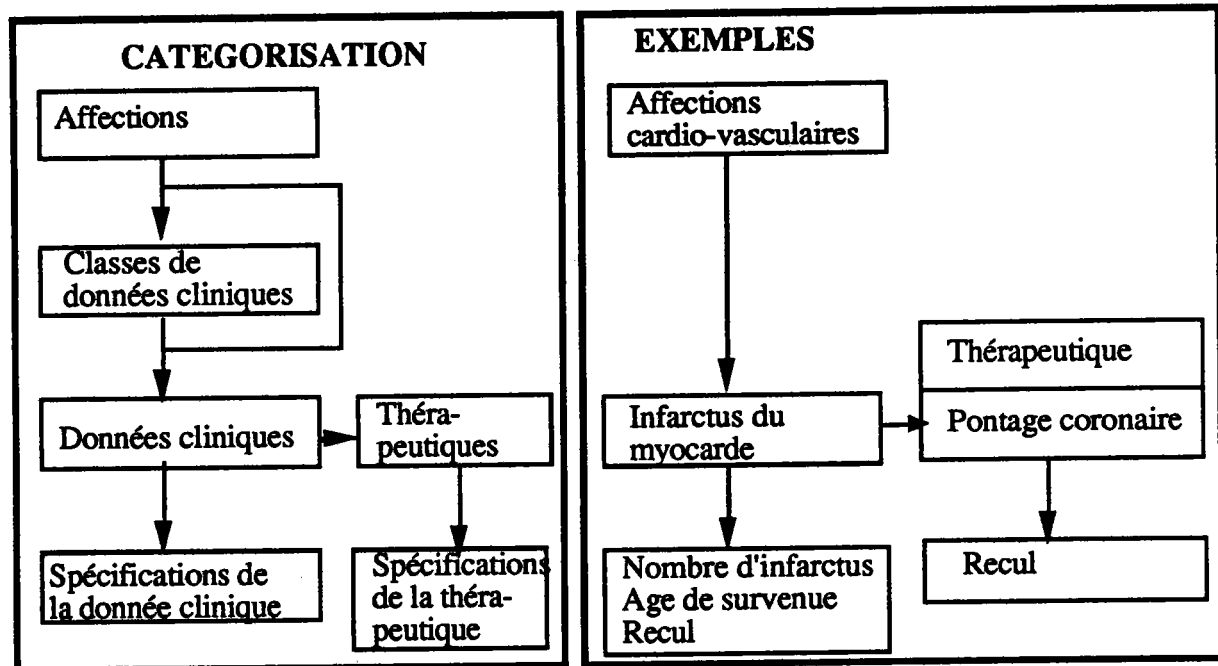 CATEGORISATION
Affections
Classes de
données cliniques
Données cliniques
Théra-
peutiques
Spécifications de
la donnée clinique
Spécifications
de la théra-
peutique
EXEMPLES
Affections
cardio-vasculaires
Infarctus du
myocarde
Thérapeutique
Pontage coronaire
Nombre d'infarctus
Age de survenue
Recul
Recul